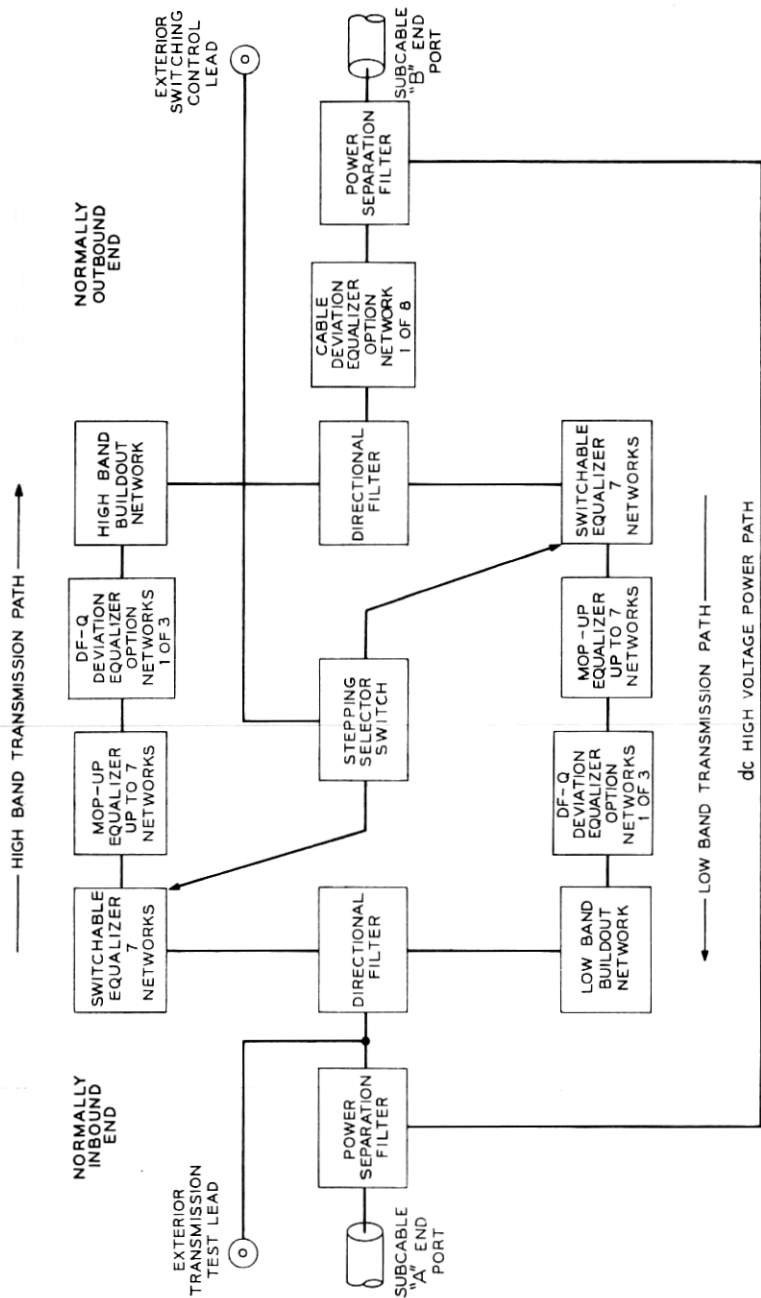 HIGH BAND TRANSMISSION PATH
NORMALLY
INBOUND
END
NORMALLY
OUTBOUND
END
EXTERIOR
TRANSMISSION
TEST LEAD
EXTERIOR
SWITCHING
CONTROL
LEAD
SWITCHABLE
EQUALIZER
7
NETWORKS
MOP-UP
EQUALIZER
UP TO 7
NETWORKS
DF-Q
DEVIATION
EQUALIZER
OPTION
NETWORKS
1 OF 3
HIGH BAND
BUILDOUT
NETWORK
SUBCABLE
"A" END
PORT
POWER
SEPARATION
FILTER
DIRECTIONAL
FILTER
STEPPING
SELECTOR
SWITCH
DIRECTIONAL
FILTER
CABLE
DEVIATION
EQUALIZER
OPTION
NETWORK
1 OF 8
POWER
SEPARATION
FILTER
SUBCABLE
"B" END
PORT
LOW BAND
BUILDOUT
NETWORK
DF-Q
DEVIATION
EQUALIZER
OPTION
NETWORKS
1 OF 3
MOP-UP
EQUALIZER
UP TO 7
NETWORKS
SWITCHABLE
EQUALIZER
7
NETWORKS
LOW BAND TRANSMISSION PATH
dc HIGH VOLTAGE POWER PATH